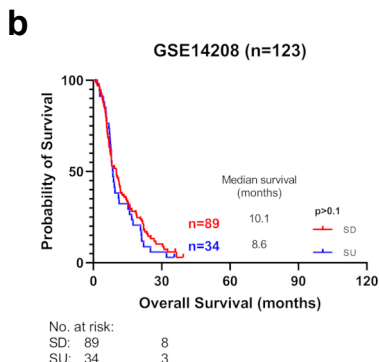 b
GSE14208 (n=123)
Probability of Survival
100
50
0
Median survival
(months)
n=89 10.1
n=34 8.6
p>0.1
SD
SU
0 30 60 90 120
Overall Survival (months)
No. at risk:
SD: 89 8
SU: 34 3